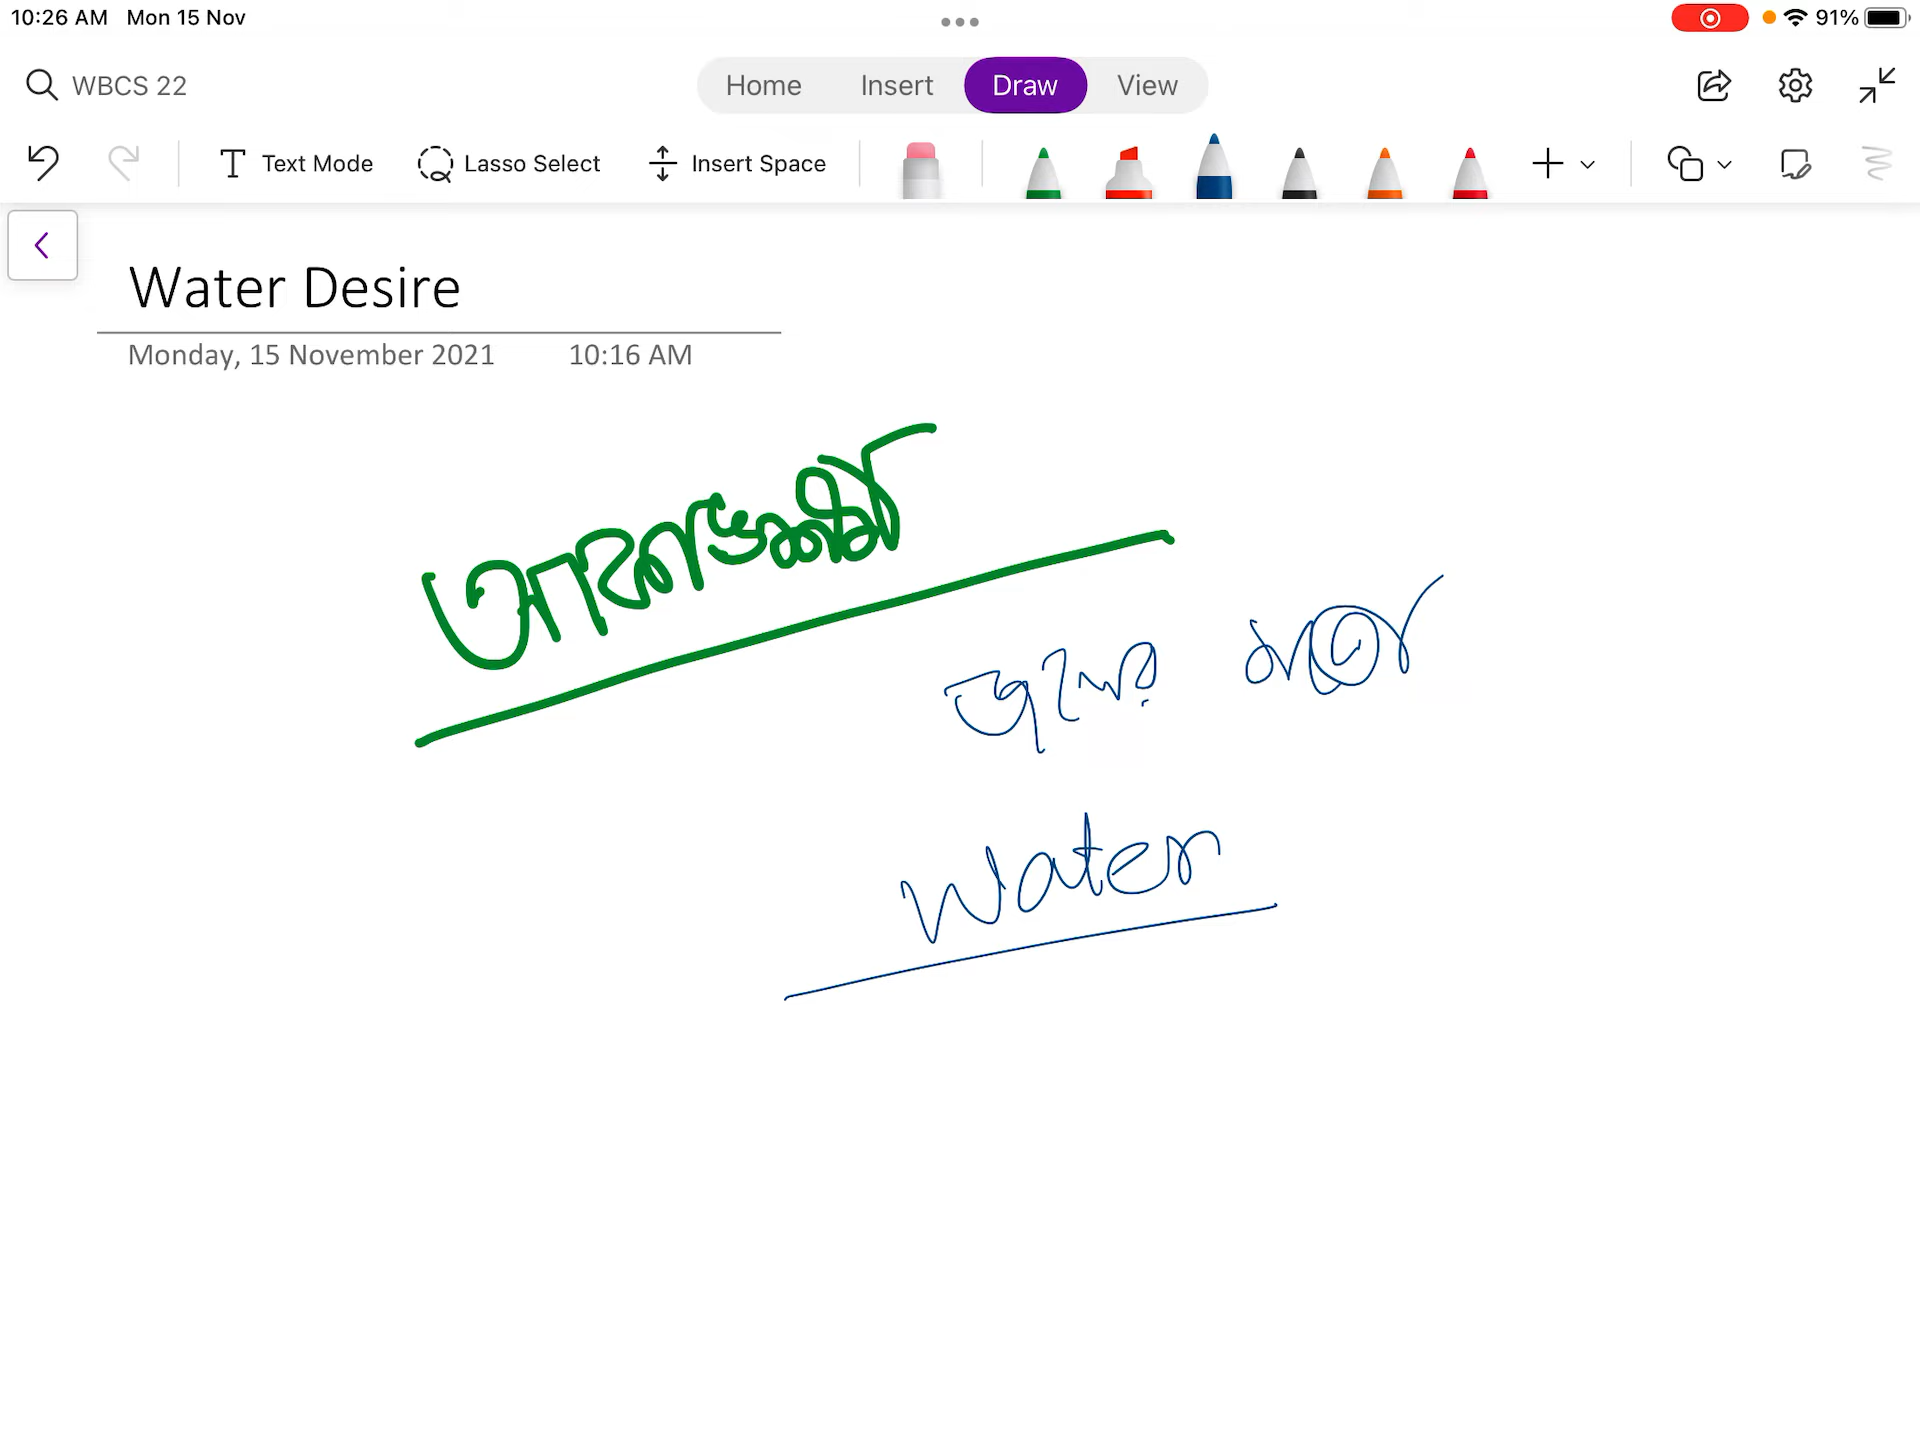 10:26 AM Mon 15 Nov 91%
WBCS 22 Home Insert Draw View
Text Mode Lasso Select Insert Space
Water Desire
Monday, 15 November 2021 10:16 AM
Water